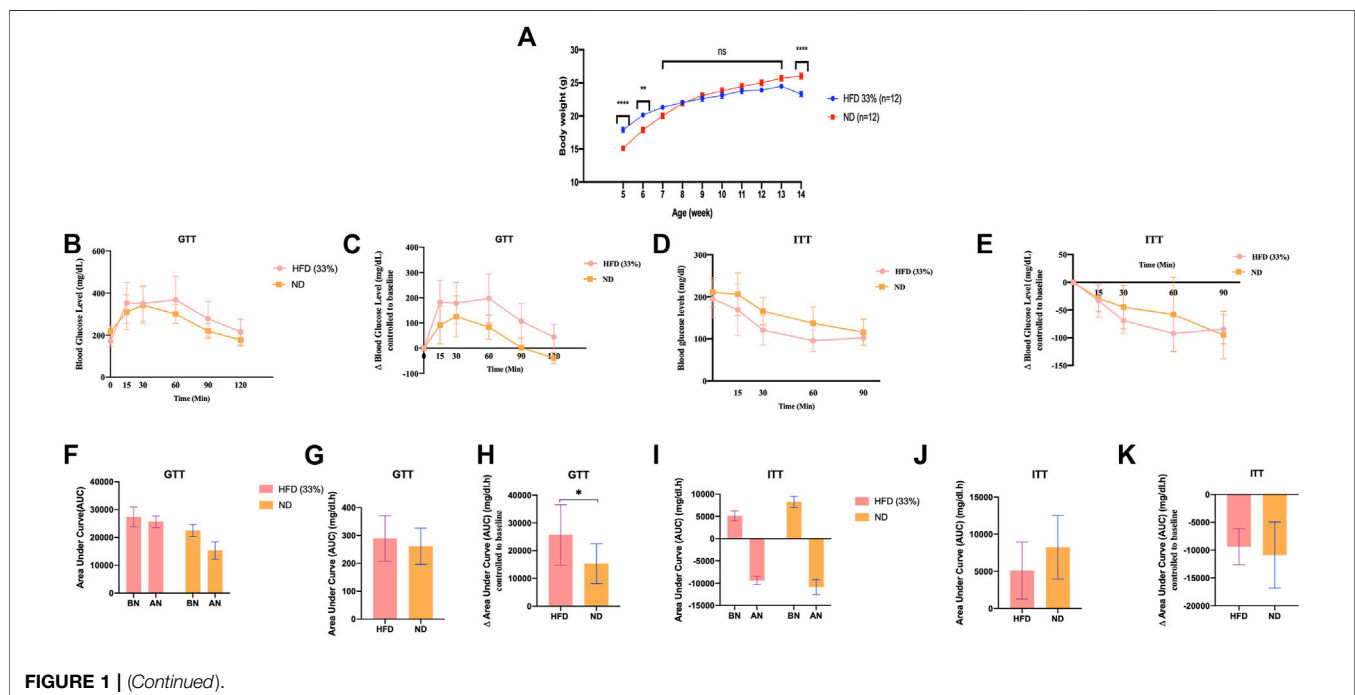 A
ns
****
**
****
Body weight (g)
30
25
20
15
10
5 6 7 8 9 10 11 12 13 14
Age (week)
HFD 33% (n=12)
ND (n=12)
B
GTT
Blood Glucose Level (mg/dL)
600
400
200
0
0 15 30 60 90 120
Time (Min)
HFD (33%)
ND
C
GTT
Δ Blood Glucose Level (mg/dL)
controlled to baseline
400
300
200
100
0
-100
0 15 30 60 90 120
Time (Min)
HFD (33%)
ND
D
ITT
Blood glucose levels (mg/dl)
300
200
100
0
15 30 60 90
Time (Min)
HFD (33%)
ND
E
ITT
Δ Blood Glucose Level (mg/dL)
controlled to baseline
Time (Min)
0
-50
-100
-150
15 30 60 90
HFD (33%)
ND
F
GTT
Area Under Curve(AUC)
40000
30000
20000
10000
0
BN AN BN AN
HFD (33%)
ND
G
GTT
Area Under Curve (AUC) (mg/dl.h)
400
300
200
100
0
HFD ND
H
GTT
*
Δ Area Under Curve (AUC) (mg/dl.h)
controlled to baseline
40000
30000
20000
10000
0
HFD ND
I
ITT
Area Under Curve (AUC) (mg/dl.h)
10000
5000
0
-5000
-10000
-15000
BN AN BN AN
HFD (33%)
ND
J
ITT
Area Under Curve (AUC) (mg/dl.h)
15000
10000
5000
0
HFD ND
K
ITT
Δ Area Under Curve (AUC) (mg/dl.h)
controlled to baseline
0
-5000
-10000
-15000
-20000
HFD ND
FIGURE 1 | (Continued).